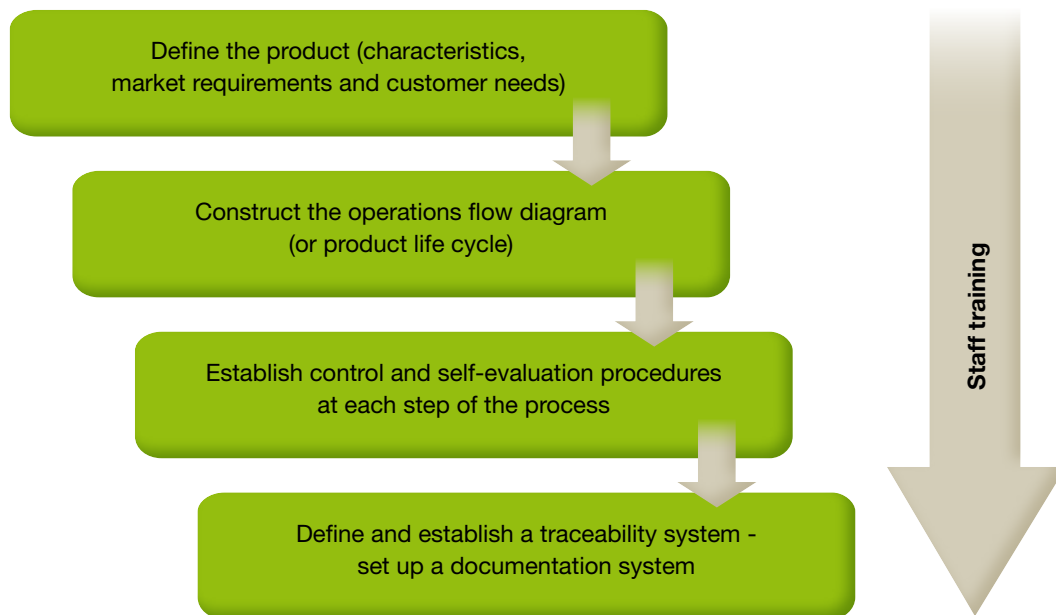 Define the product (characteristics,
market requirements and customer needs)
Construct the operations flow diagram
(or product life cycle)
Establish control and self-evaluation procedures
at each step of the process
Define and establish a traceability system -
set up a documentation system
Staff training